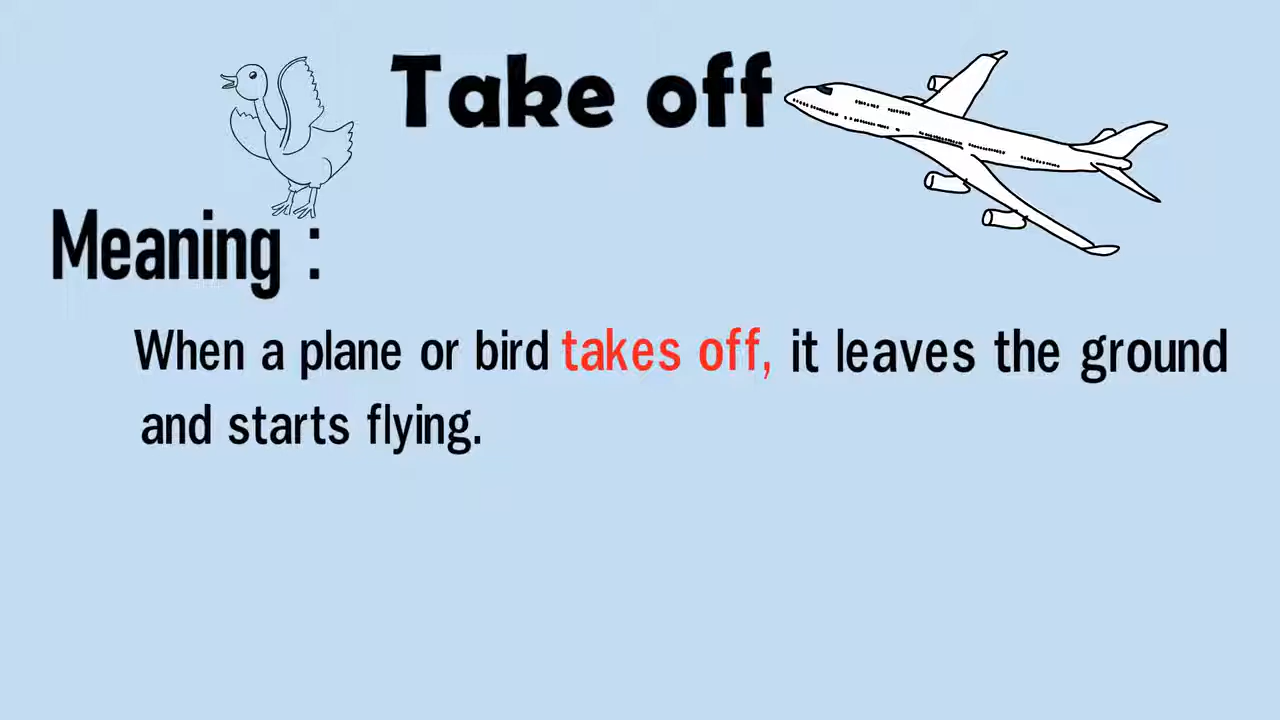 Take off
Meaning :
When a plane or bird takes off, it leaves the ground
and starts flying.